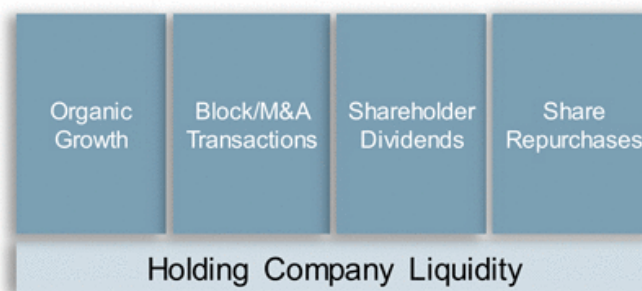 Organic
Growth
Block/M&A
Transactions
Shareholder
Dividends
Share
Repurchases
Holding Company Liquidity